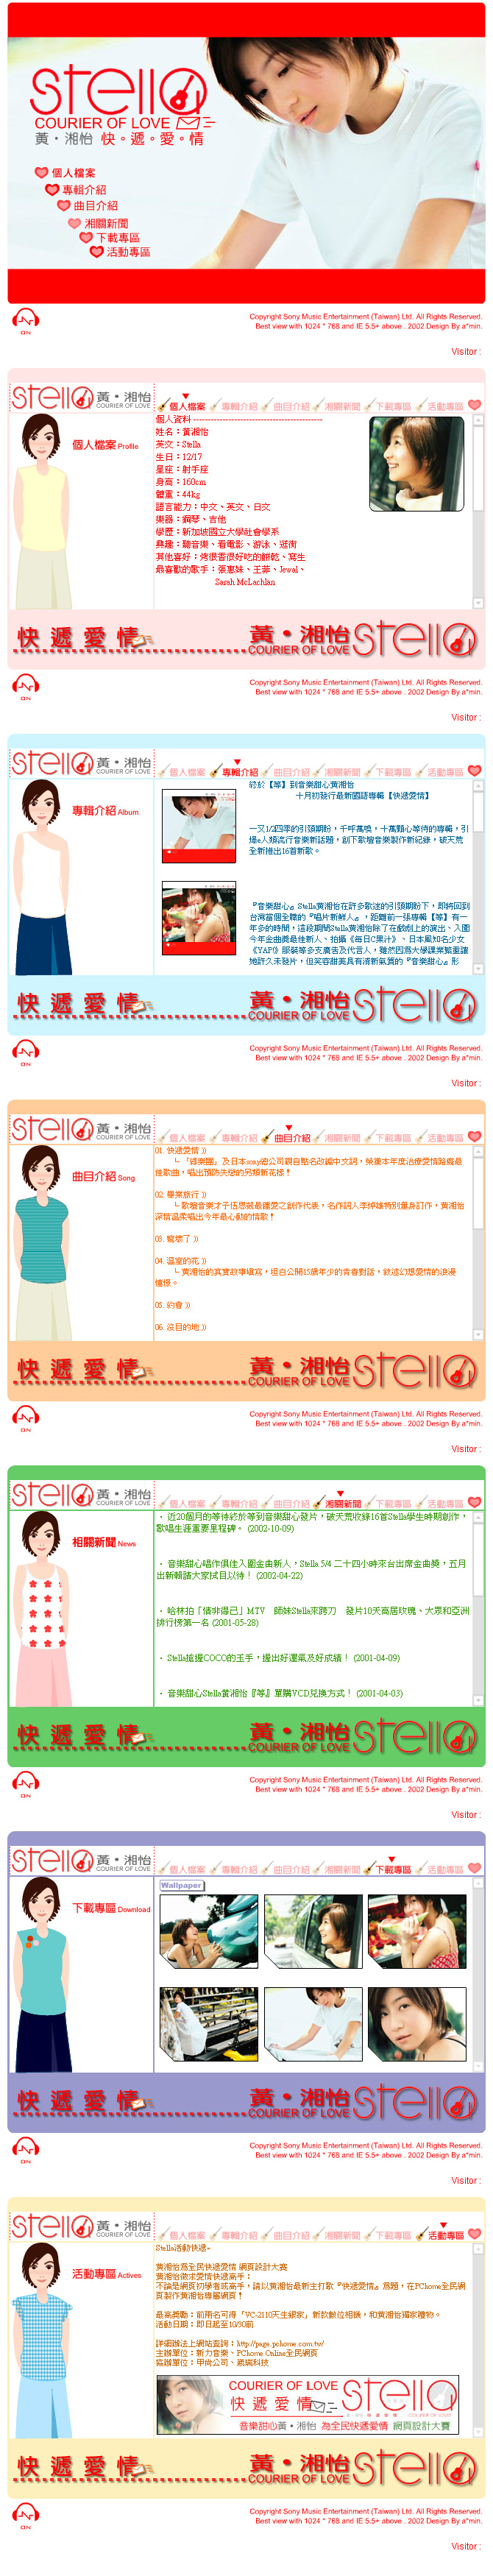 stella
COURIER OF LOVE
黃・湘怡 快。遞。愛。情
個人檔案
專輯介紹
曲目介紹
湘關新聞
下載專區
活動專區
ON
Copyright Sony Music Entertainment (Taiwan) Ltd. All Rights Reserved.
Best view with 1024 * 768 and IE 5.5+ above . 2002 Design By a*min.
Visitor :
stella 黃・湘怡
COURIER OF LOVE
個人檔案 專輯介紹 曲目介紹 湘關新聞 下載專區 活動專區
個人檔案 Profile
個人資料 --------------------------------------------
姓名：黃湘怡
英文：Stella
生日：12/17
星座：射手座
身高：160cm
體重：44kg
語言能力：中文、英文、日文
樂器：鋼琴、吉他
學歷：新加坡國立大學社會學系
興趣：聽音樂、看電影、游泳、逛街
其他喜好：烤很香很好吃的餅乾、寫生
最喜歡的歌手：張惠妹、王菲、Jewal、
Sarah McLachlan
快遞愛情 黃・湘怡 stella
COURIER OF LOVE
ON
Copyright Sony Music Entertainment (Taiwan) Ltd. All Rights Reserved.
Best view with 1024 * 768 and IE 5.5+ above . 2002 Design By a*min.
Visitor :
stella 黃・湘怡
COURIER OF LOVE
個人檔案 專輯介紹 曲目介紹 湘關新聞 下載專區 活動專區
專輯介紹 Album
終於【等】到音樂甜心黃湘怡
十月初發行最新國語專輯【快遞愛情】
一又1/2四季的引頸期盼，千呼萬喚，十萬顆心等待的專輯，引
爆e人類流行音樂新話題，創下歌壇音樂製作新紀錄，破天荒
全新推出16首新歌。
『音樂甜心』Stella黃湘怡在許多歌迷的引頸期盼下，即將回到
台灣當個全職的『唱片新鮮人』，距離前一張專輯【等】有一
年多的時間，這段期間Stella黃湘怡除了在戲劇上的演出、入圍
今年金曲獎最佳新人、拍攝《每日C果汁》、日本風知名少女
《YAPI》服裝等多支廣告及代言人，雖然因為大學課業繁重讓
她許久未發片，但笑容甜美具有清新氣質的『音樂甜心』形
快遞愛情 黃・湘怡 stella
COURIER OF LOVE
ON
Copyright Sony Music Entertainment (Taiwan) Ltd. All Rights Reserved.
Best view with 1024 * 768 and IE 5.5+ above . 2002 Design By a*min.
Visitor :
stella 黃・湘怡
COURIER OF LOVE
個人檔案 專輯介紹 曲目介紹 湘關新聞 下載專區 活動專區
曲目介紹 Song
01. 快遞愛情 ))
└『綠樂團』及日本sony總公司親自點名改編中文詞，榮獲本年度治療愛情路癡最
佳歌曲，唱出預防失戀的另類新花樣！
02. 畢業旅行 ))
└歌壇音樂才子伍思凱最鍾愛之創作代表，名作詞人李焯雄特別量身訂作，黃湘怡
深情溫柔唱出今年最心動的情歌！
03. 寵壞了 ))
04. 溫室的花 ))
└黃湘怡的真實故事填寫，坦白公開15歲年少的青春對話，敘述幻想愛情的浪漫
憧憬。
05. 約會 ))
06. 沒目的地 ))
快遞愛情 黃・湘怡 stella
COURIER OF LOVE
ON
Copyright Sony Music Entertainment (Taiwan) Ltd. All Rights Reserved.
Best view with 1024 * 768 and IE 5.5+ above . 2002 Design By a*min.
Visitor :
stella 黃・湘怡
COURIER OF LOVE
個人檔案 專輯介紹 曲目介紹 湘關新聞 下載專區 活動專區
相關新聞 News
・近20個月的等待終於等到音樂甜心發片，破天荒收錄16首Stella學生時期創作，
歌唱生涯重要里程碑。 (2002-10-09)
・音樂甜心唱作俱佳入圍金曲新人，Stella 5/4 二十四小時來台出席金曲獎，五月
出新輯請大家拭目以待！ (2002-04-22)
・哈林拍「情非得已」MTV 師妹Stella來跨刀 發片10天高居玫瑰、大眾和亞洲
排行榜第一名 (2001-05-28)
・Stella搶握COCO的玉手，握出好運氣及好成績！ (2001-04-09)
・音樂甜心Stella黃湘怡『等』單購VCD兌換方式！ (2001-04-03)
快遞愛情 黃・湘怡 stella
COURIER OF LOVE
ON
Copyright Sony Music Entertainment (Taiwan) Ltd. All Rights Reserved.
Best view with 1024 * 768 and IE 5.5+ above . 2002 Design By a*min.
Visitor :
stella 黃・湘怡
COURIER OF LOVE
個人檔案 專輯介紹 曲目介紹 湘關新聞 下載專區 活動專區
下載專區 Download
Wallpaper
快遞愛情 黃・湘怡 stella
COURIER OF LOVE
ON
Copyright Sony Music Entertainment (Taiwan) Ltd. All Rights Reserved.
Best view with 1024 * 768 and IE 5.5+ above . 2002 Design By a*min.
Visitor :
stella 黃・湘怡
COURIER OF LOVE
個人檔案 專輯介紹 曲目介紹 湘關新聞 下載專區 活動專區
活動專區 Actives
Stella活動快遞~
黃湘怡為全民快遞愛情 網頁設計大賽
黃湘怡徵求愛情快遞高手：
不論是網頁初學者或高手，請以黃湘怡最新主打歌『快遞愛情』為題，在PChome全民網
頁製作黃湘怡專屬網頁！
最高獎勵：前兩名可得「VC-2110天生贏家」新款數位相機，和黃湘怡獨家禮物。
活動日期：即日起至10/30前
詳細辦法上網站查詢：http://page.pchome.com.tw/
主辦單位：新力音樂、PChome Online全民網頁
協辦單位：甲尚公司、凱瑞科技
COURIER OF LOVE
快遞愛情
stella
音樂甜心黃・湘怡 為全民快遞愛情 網頁設計大賽
快遞愛情 黃・湘怡 stella
COURIER OF LOVE
ON
Copyright Sony Music Entertainment (Taiwan) Ltd. All Rights Reserved.
Best view with 1024 * 768 and IE 5.5+ above . 2002 Design By a*min.
Visitor :